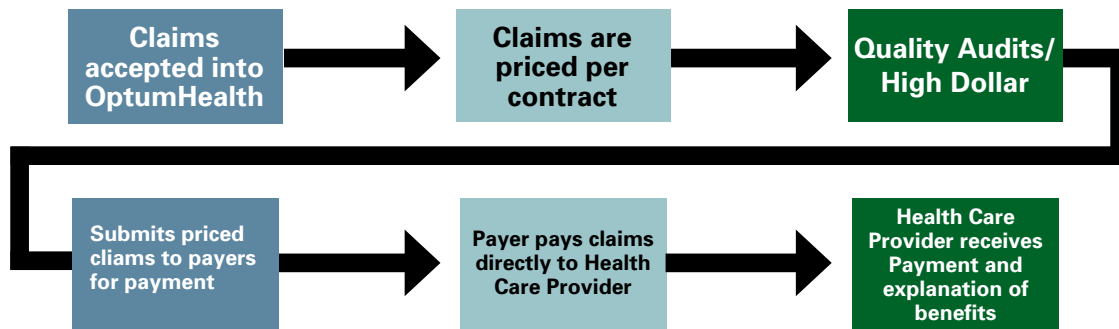 Claims
accepted into
OptumHealth
Claims are
priced per
contract
Quality Audits/
High Dollar
Submits priced
cliams to payers
for payment
Payer pays claims
directly to Health
Care Provider
Health Care
Provider receives
Payment and
explanation of
benefits